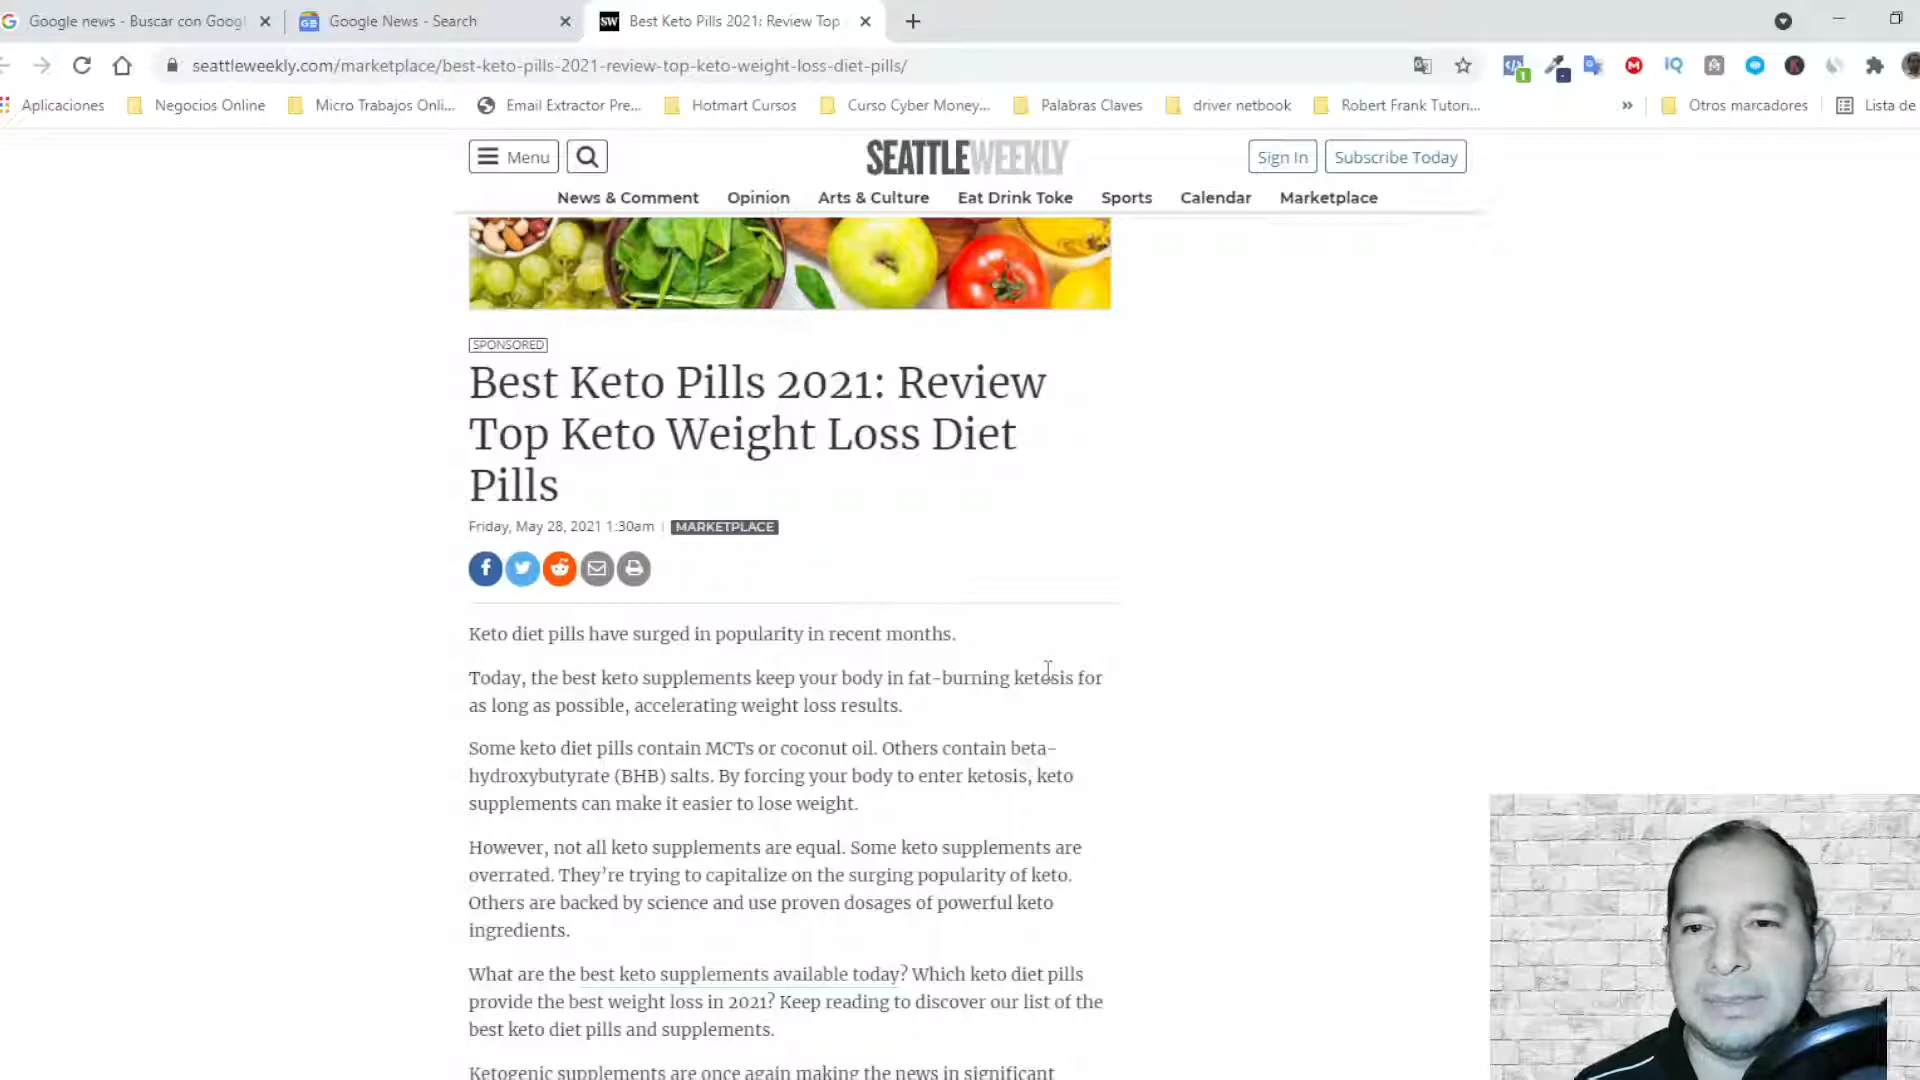 Google news - Buscar con Googl
Google News - Search
SW
Best Keto Pills 2021: Review Top
seattleweekly.com/marketplace/best-keto-pills-2021-review-top-keto-weight-loss-diet-pills/
Aplicaciones
Negocios Online
Micro Trabajos Onli...
Email Extractor Pre...
Hotmart Cursos
Curso Cyber Money...
Palabras Claves
driver netbook
Robert Frank Tutori...
Otros marcadores
Lista de
Menu
SEATTLEWEEKLY
Sign In
Subscribe Today
News & Comment
Opinion
Arts & Culture
Eat Drink Toke
Sports
Calendar
Marketplace
SPONSORED
Best Keto Pills 2021: Review
Top Keto Weight Loss Diet
Pills
Friday, May 28, 2021 1:30am
MARKETPLACE
Keto diet pills have surged in popularity in recent months.
Today, the best keto supplements keep your body in fat-burning ketosis for
as long as possible, accelerating weight loss results.
Some keto diet pills contain MCTs or coconut oil. Others contain beta-
hydroxybutyrate (BHB) salts. By forcing your body to enter ketosis, keto
supplements can make it easier to lose weight.
However, not all keto supplements are equal. Some keto supplements are
overrated. They’re trying to capitalize on the surging popularity of keto.
Others are backed by science and use proven dosages of powerful keto
ingredients.
What are the best keto supplements available today? Which keto diet pills
provide the best weight loss in 2021? Keep reading to discover our list of the
best keto diet pills and supplements.
Ketogenic supplements are once again making the news in significant